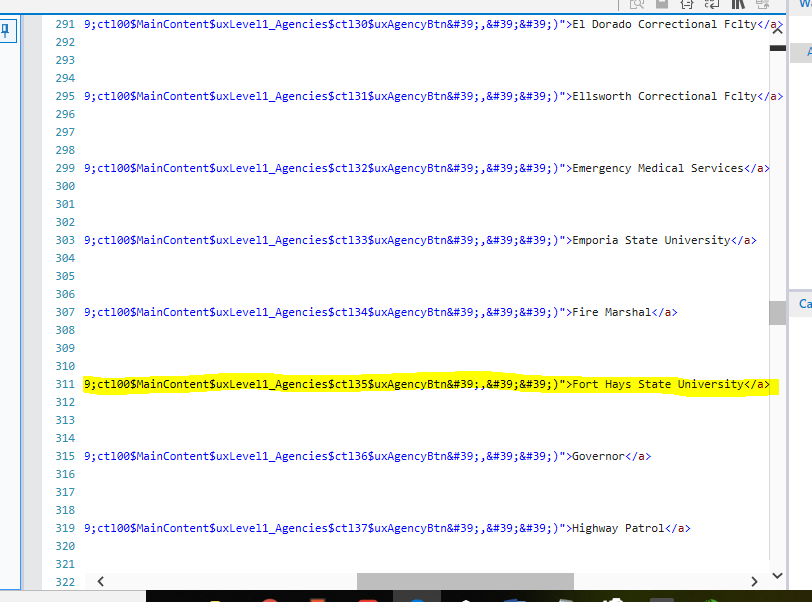 291 9;ctl00$MainContent$uxLevel1_Agencies$ctl30$uxAgencyBtn&#39;,&#39;&#39;)">El Dorado Correctional Fclty</a>
292
293
294
295 9;ctl00$MainContent$uxLevel1_Agencies$ctl31$uxAgencyBtn&#39;,&#39;&#39;)">Ellsworth Correctional Fclty</a>
296
297
298
299 9;ctl00$MainContent$uxLevel1_Agencies$ctl32$uxAgencyBtn&#39;,&#39;&#39;)">Emergency Medical Services</a>
300
301
302
303 9;ctl00$MainContent$uxLevel1_Agencies$ctl33$uxAgencyBtn&#39;,&#39;&#39;)">Emporia State University</a>
304
305
306
307 9;ctl00$MainContent$uxLevel1_Agencies$ctl34$uxAgencyBtn&#39;,&#39;&#39;)">Fire Marshal</a>
308
309
310
311 9;ctl00$MainContent$uxLevel1_Agencies$ctl35$uxAgencyBtn&#39;,&#39;&#39;)">Fort Hays State University</a>
312
313
314
315 9;ctl00$MainContent$uxLevel1_Agencies$ctl36$uxAgencyBtn&#39;,&#39;&#39;)">Governor</a>
316
317
318
319 9;ctl00$MainContent$uxLevel1_Agencies$ctl37$uxAgencyBtn&#39;,&#39;&#39;)">Highway Patrol</a>
320
321
322
Ca